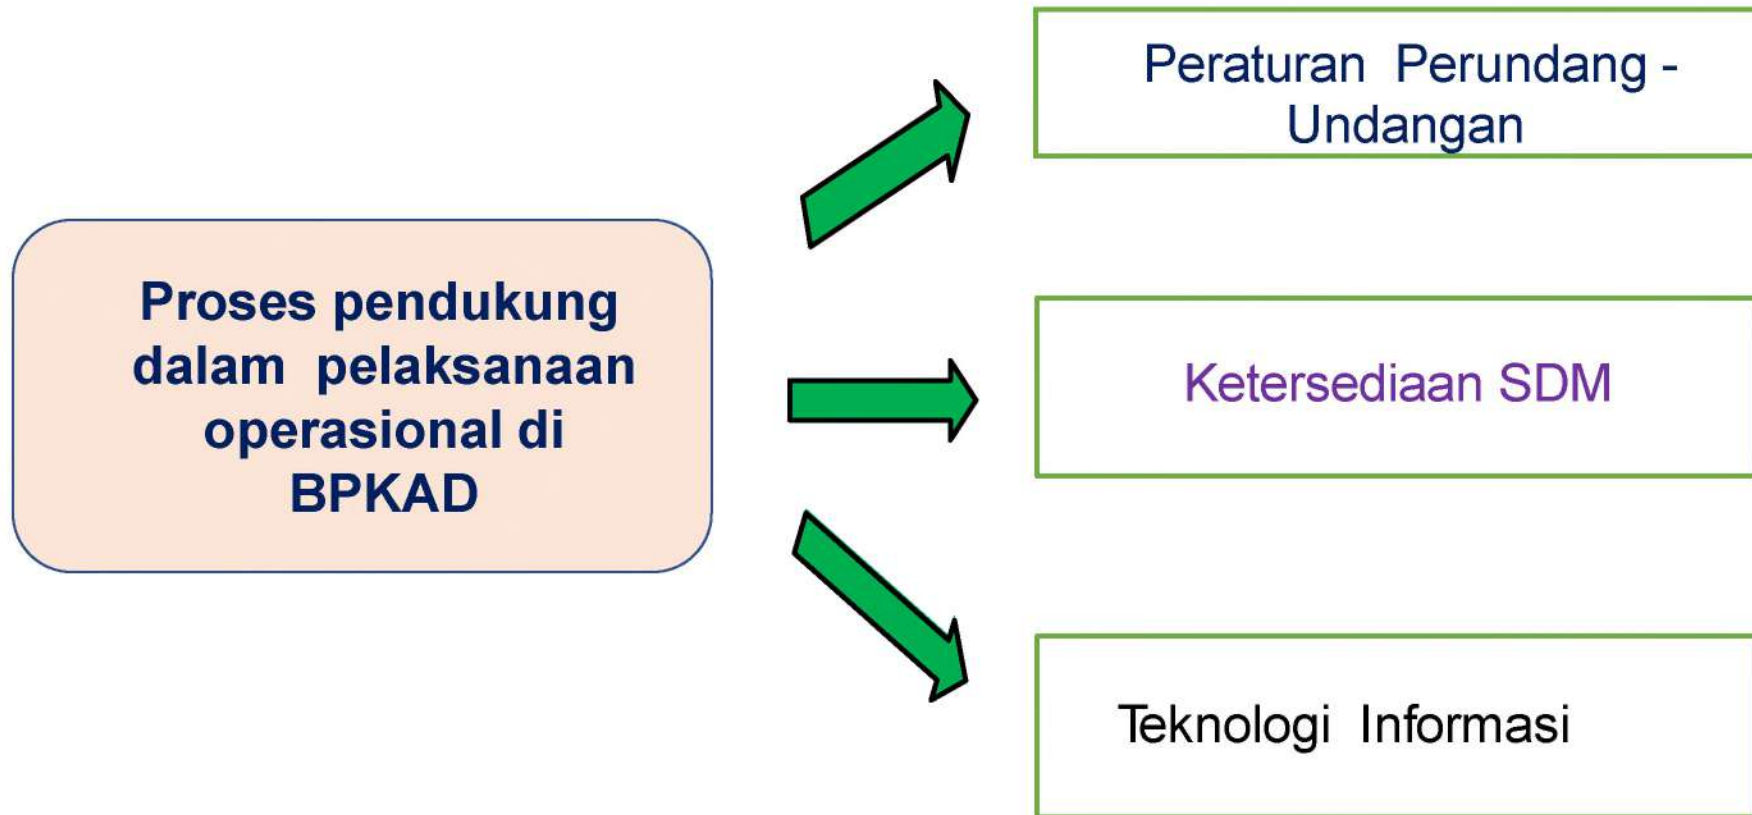 Proses pendukung
dalam pelaksanaan
operasional di
BPKAD
Peraturan Perundang -
Undangan
Ketersediaan SDM
Teknologi Informasi